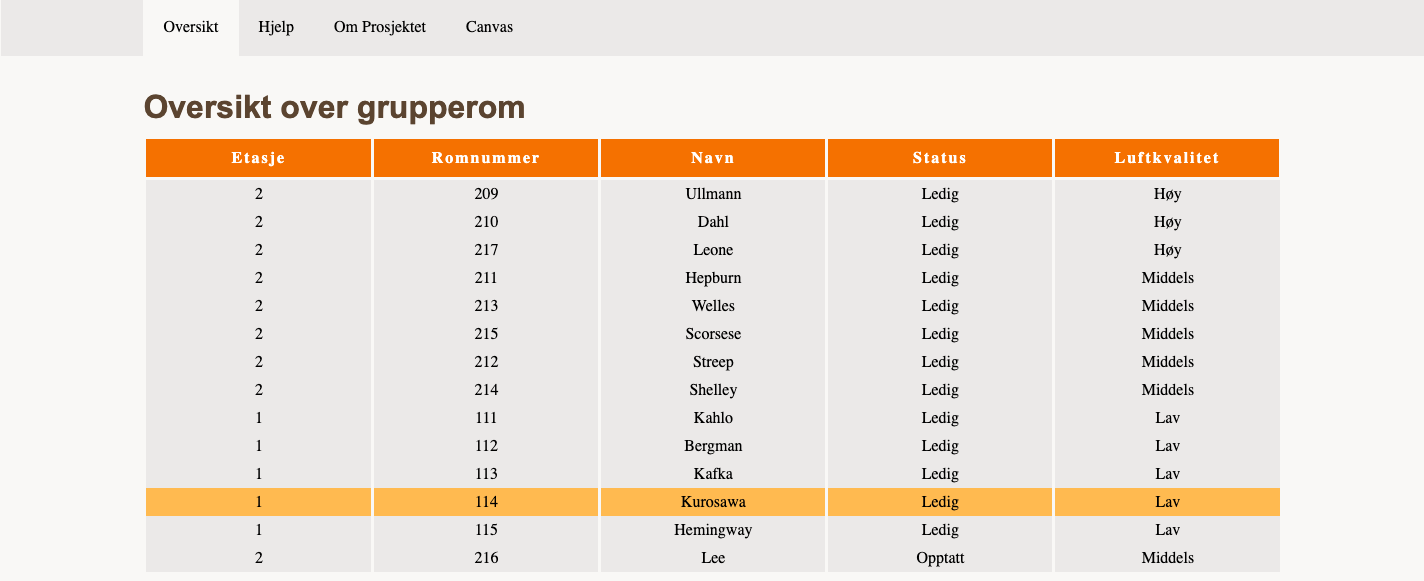 Oversikt Hjelp Om Prosjektet Canvas
Oversikt over grupperom
Etasje Romnummer Navn Status Luftkvalitet
2 209 Ullmann Ledig Høy
2 210 Dahl Ledig Høy
2 217 Leone Ledig Høy
2 211 Hepburn Ledig Middels
2 213 Welles Ledig Middels
2 215 Scorsese Ledig Middels
2 212 Streep Ledig Middels
2 214 Shelley Ledig Middels
1 111 Kahlo Ledig Lav
1 112 Bergman Ledig Lav
1 113 Kafka Ledig Lav
1 114 Kurosawa Ledig Lav
1 115 Hemingway Ledig Lav
2 216 Lee Opptatt Middels